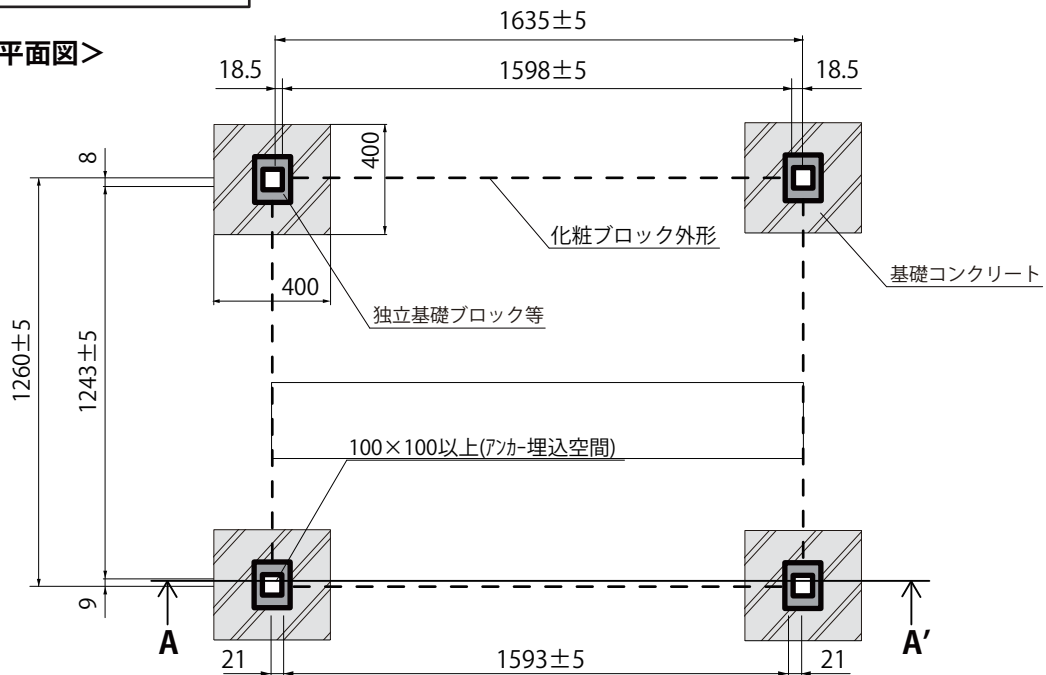 1635±5
平面図>
18.5
1598±5
18.5
8
400
化粧ブロック外形
基礎コンクリート
400
独立基礎ブロック等
1260±5
1243±5
100×100以上(アンカー埋込空間)
9
A
A′
21
1593±5
21